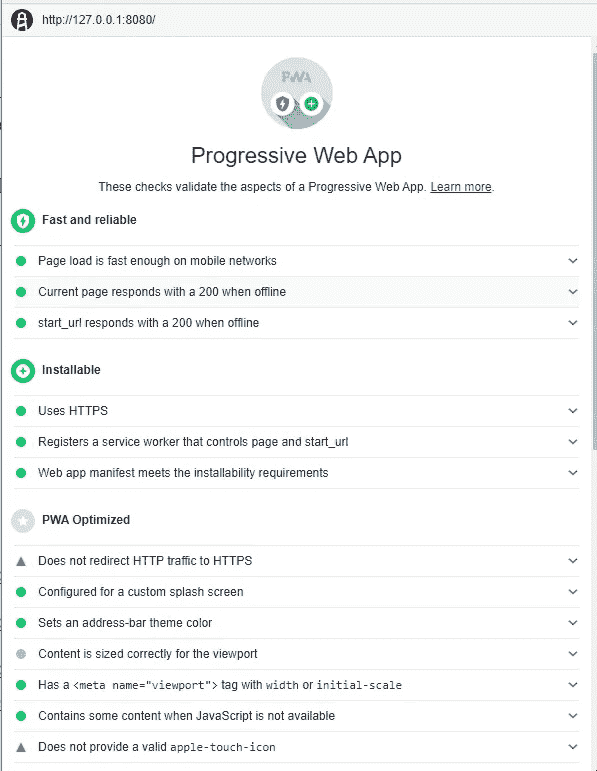 http://127.0.0.1:8080/
PWA
Progressive Web App
These checks validate the aspects of a Progressive Web App. Learn more.
Fast and reliable
Page load is fast enough on mobile networks
Current page responds with a 200 when offline
start_url responds with a 200 when offline
Installable
Uses HTTPS
Registers a service worker that controls page and start_url
Web app manifest meets the installability requirements
PWA Optimized
Does not redirect HTTP traffic to HTTPS
Configured for a custom splash screen
Sets an address-bar theme color
Content is sized correctly for the viewport
Has a <meta name="viewport"> tag with width or initial-scale
Contains some content when JavaScript is not available
Does not provide a valid apple-touch-icon